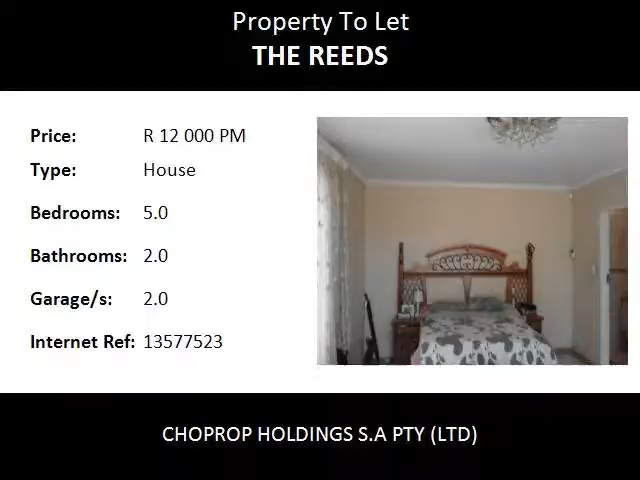 Property To Let
THE REEDS
Price: R 12 000 PM
Type: House
Bedrooms: 5.0
Bathrooms: 2.0
Garage/s: 2.0
Internet Ref: 13577523
CHOPROP HOLDINGS S.A PTY (LTD)